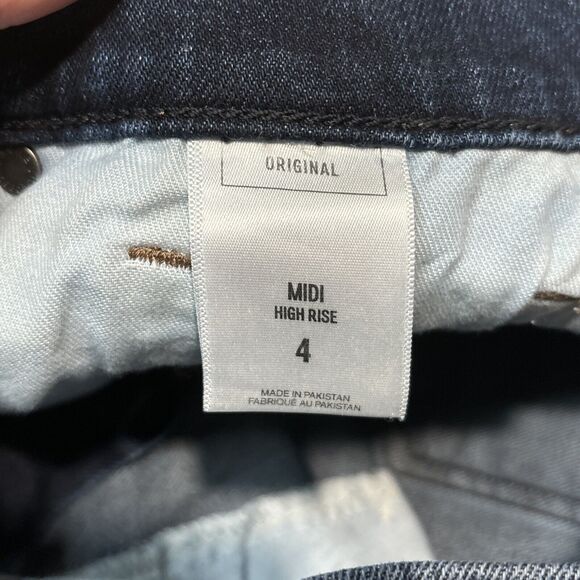 ORIGINAL
MIDI
HIGH RISE
4
MADE IN PAKISTAN
FABRIQUÉ AU PAKISTAN